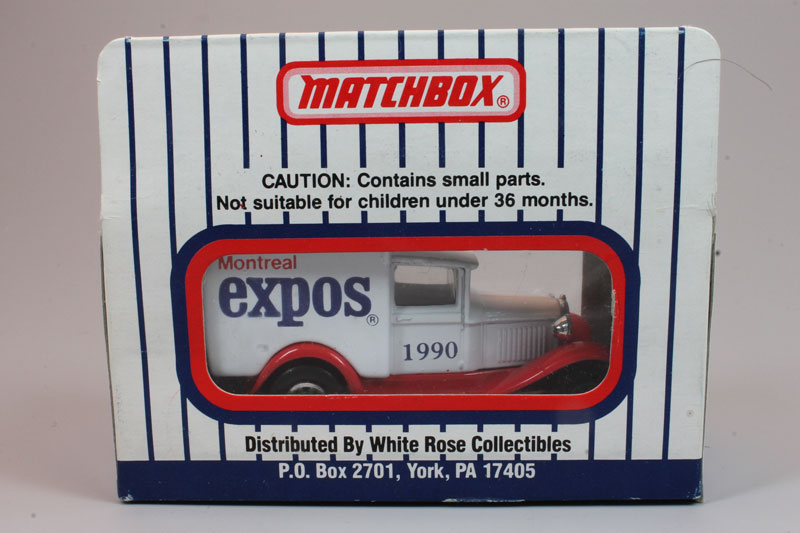 MATCHBOX®
CAUTION: Contains small parts.
Not suitable for children under 36 months.
Montreal
expos®
1990
Distributed By White Rose Collectibles
P.O. Box 2701, York, PA 17405